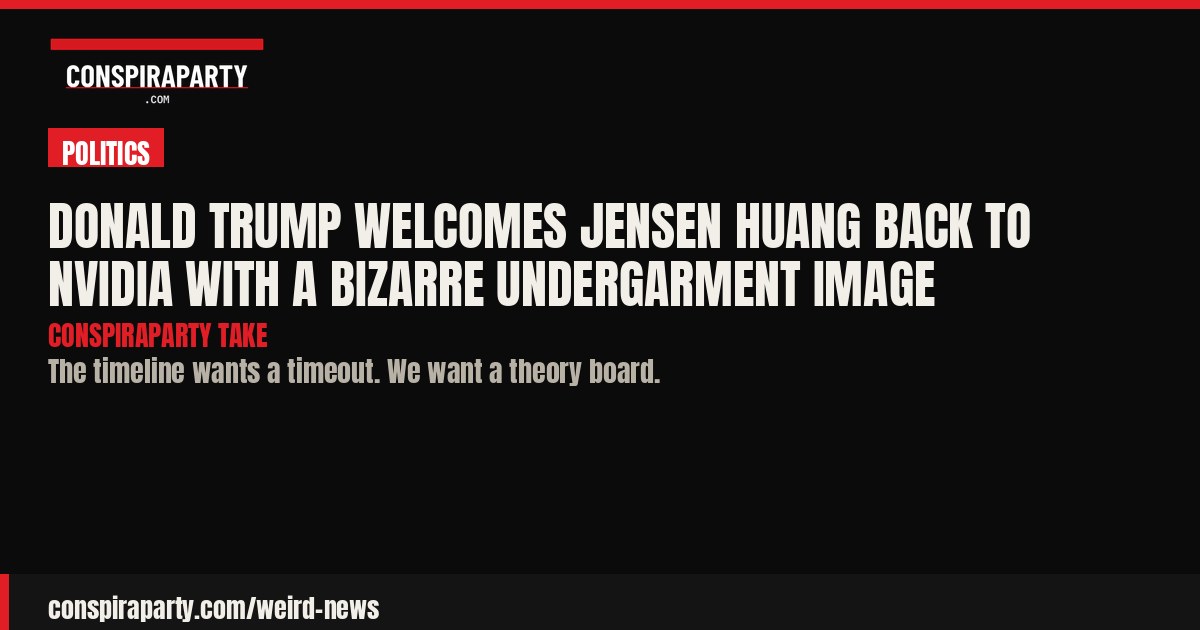 CONSPIRAPARTY
.COM
POLITICS
DONALD TRUMP WELCOMES JENSEN HUANG BACK TO
NVIDIA WITH A BIZARRE UNDERGARMENT IMAGE
CONSPIRAPARTY TAKE
The timeline wants a timeout. We want a theory board.
conspiraparty.com/weird-news